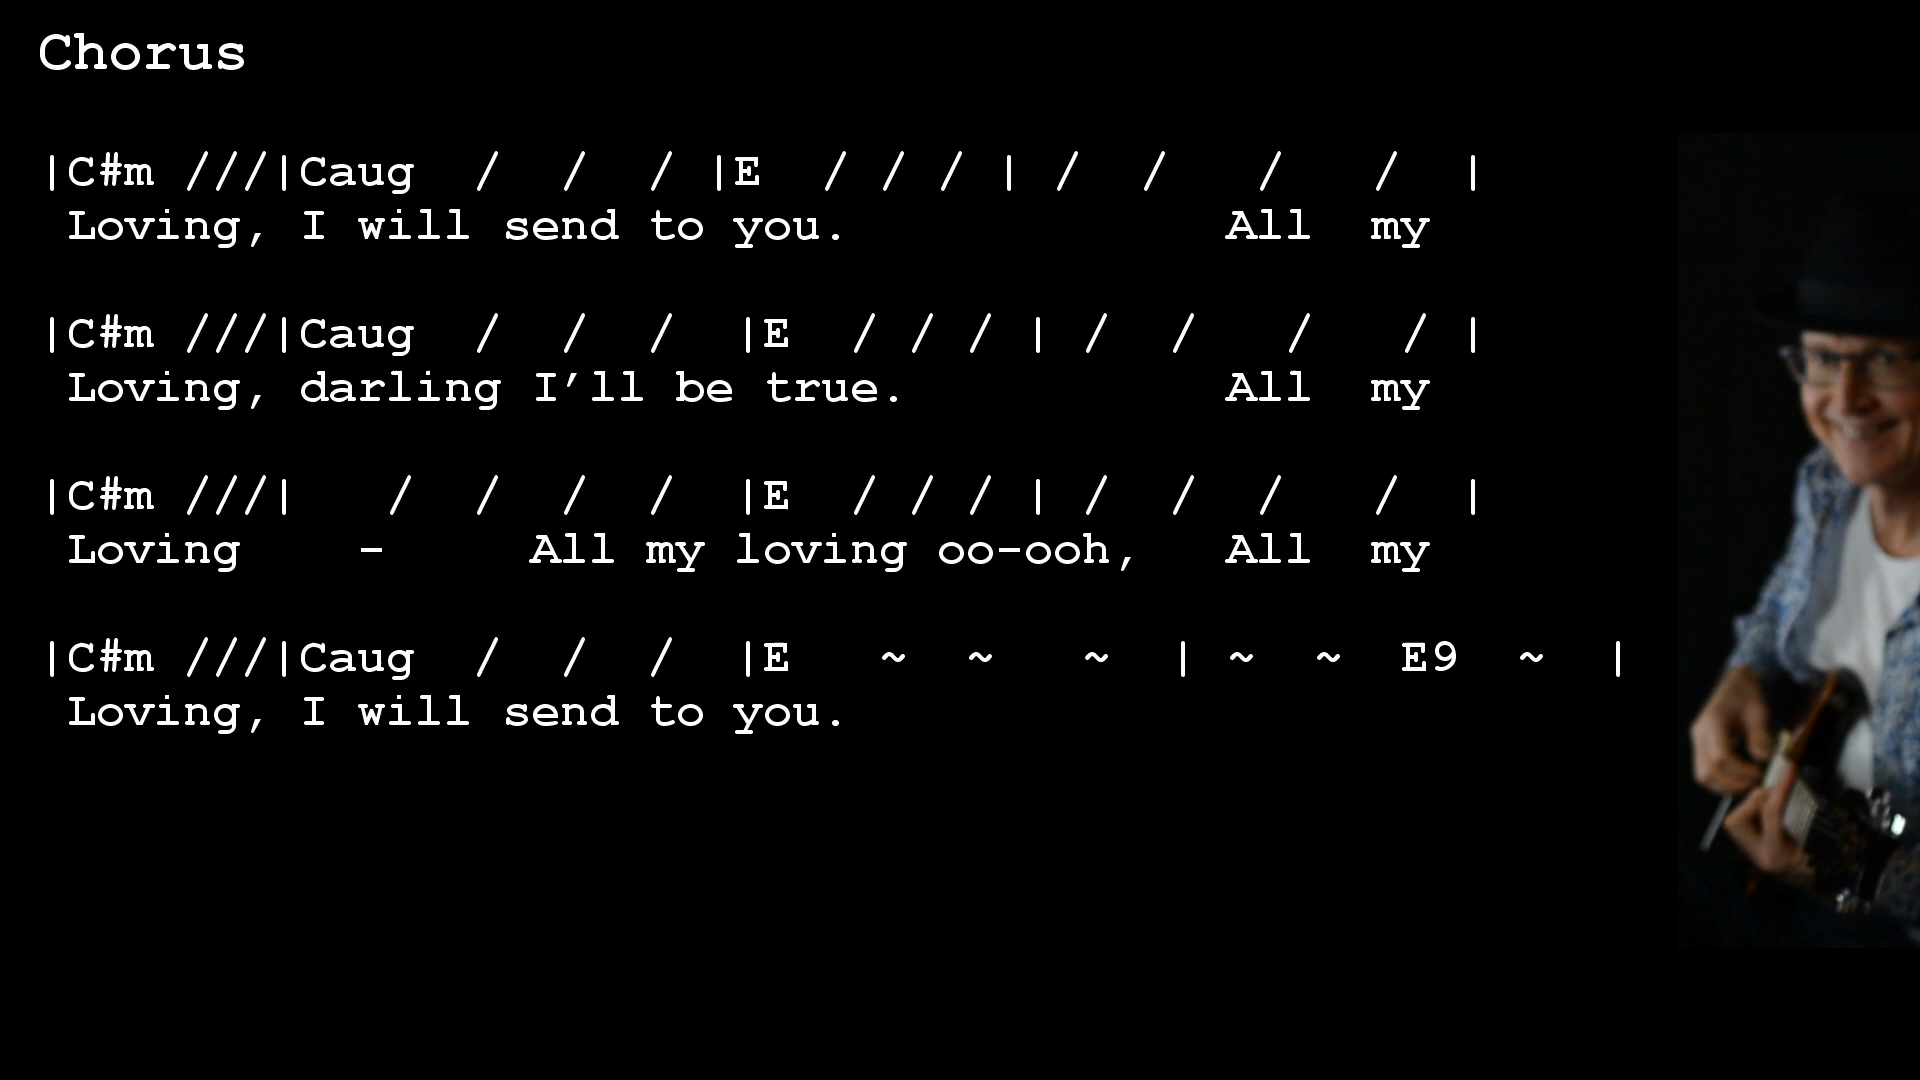 Chorus
|C#m ///|Caug / / / |E / / / | / / / / |
Loving, I will send to you. All my
|C#m ///|Caug / / / |E / / / | / / / / |
Loving, darling I’ll be true. All my
|C#m ///| / / / / |E / / / | / / / / |
Loving - All my loving oo-ooh, All my
|C#m ///|Caug / / / |E ~ ~ ~ | ~ ~ E9 ~ |
Loving, I will send to you.